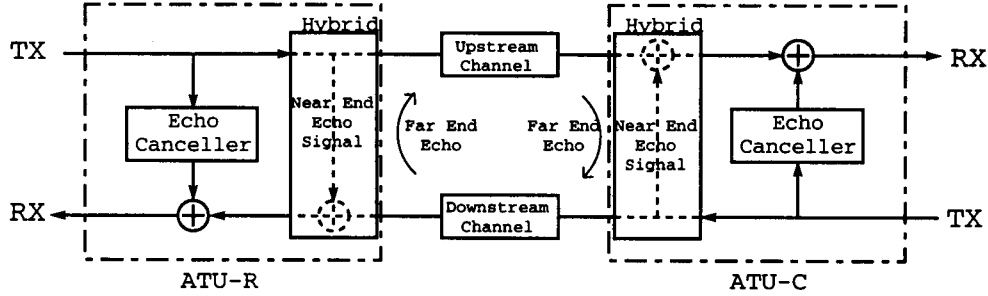 Hybrid
Hybrid
TX
Upstream
Channel
RX
Near End
Echo
Signal
Far End
Echo
Far End
Echo
Near End
Echo
Signal
Echo
Canceller
Echo
Canceller
RX
Downstream
Channel
TX
ATU-R
ATU-C